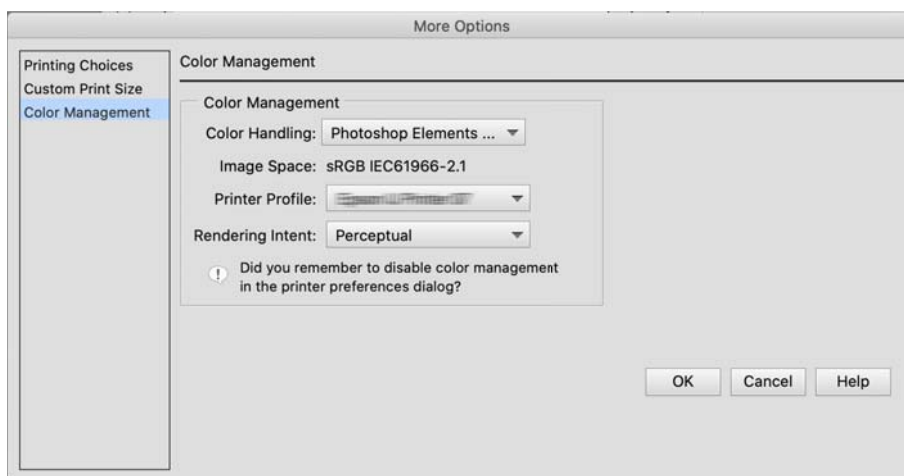 More Options
Printing Choices
Custom Print Size
Color Management
Color Management
Color Management
Color Handling: Photoshop Elements ...
Image Space: sRGB IEC61966-2.1
Printer Profile:
Rendering Intent: Perceptual
! Did you remember to disable color management
in the printer preferences dialog?
OK Cancel Help